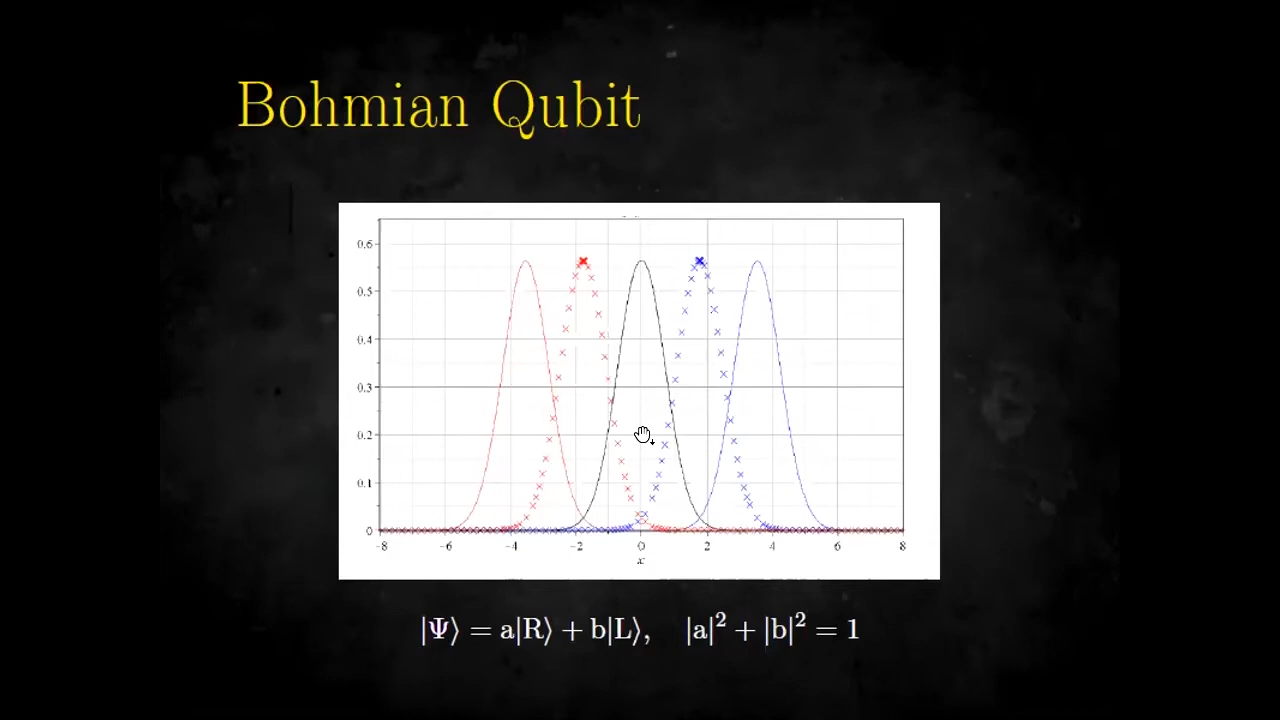 Bohmian Qubit
0.6
0.5
0.4
0.3
0.2
0.1
0
-8 -6 -4 -2 0 2 4 6 8
x
|Ψ⟩ = a|R⟩ + b|L⟩, |a|² + |b|² = 1